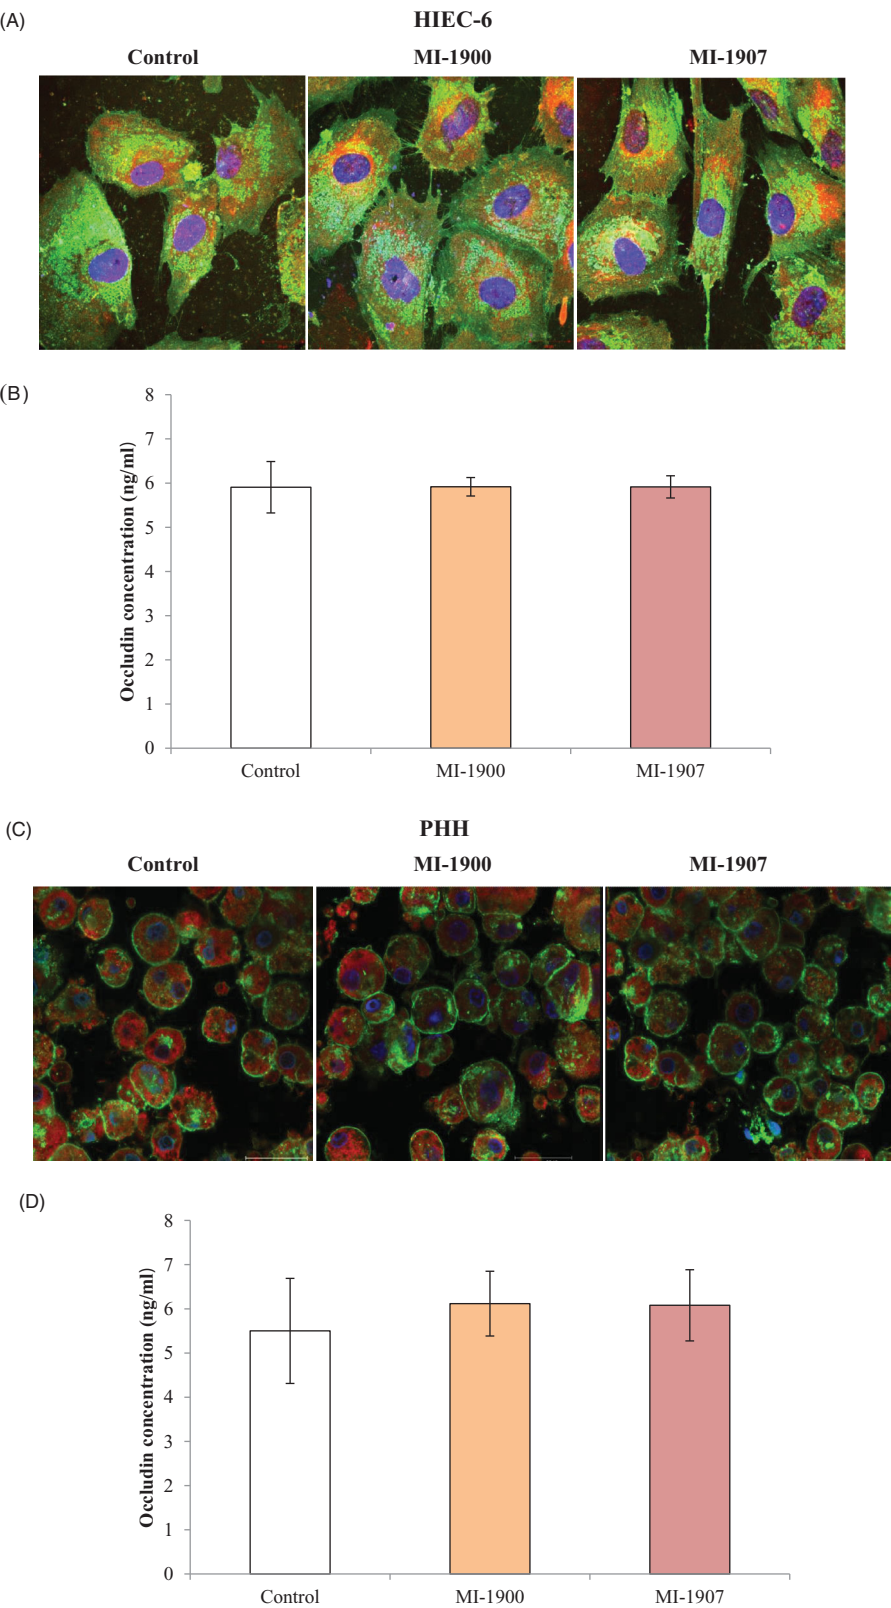 (A)
HIEC-6
Control MI-1900 MI-1907
(B)
Occludin concentration (ng/ml)
8
7
6
5
4
3
2
1
0
Control MI-1900 MI-1907
(C)
PHH
Control MI-1900 MI-1907
(D)
Occludin concentration (ng/ml)
8
7
6
5
4
3
2
1
0
Control MI-1900 MI-1907